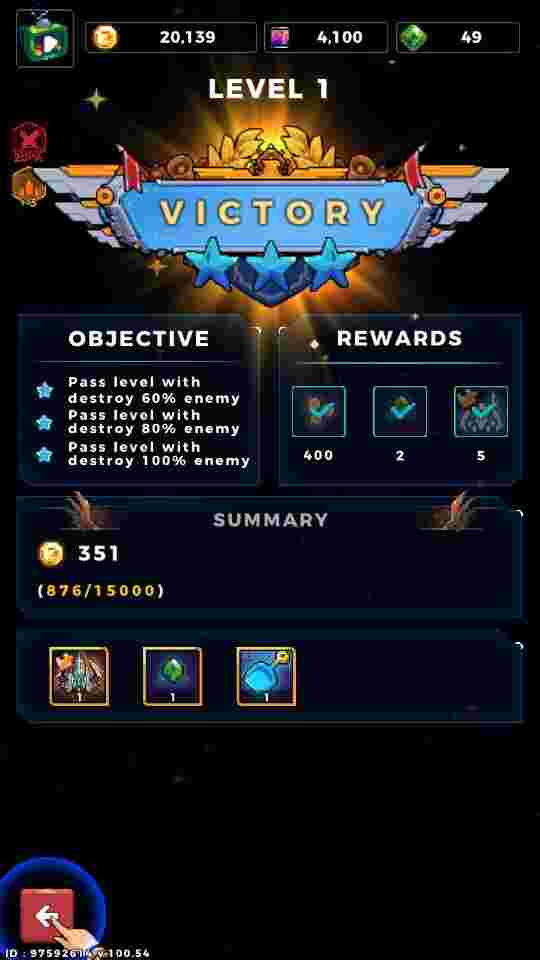 20,139
4,100
49
LEVEL 1
VICTORY
OBJECTIVE
Pass level with
destroy 60% enemy
Pass level with
destroy 80% enemy
Pass level with
destroy 100% enemy
REWARDS
400
2
5
SUMMARY
351
(876/15000)
1
1
1